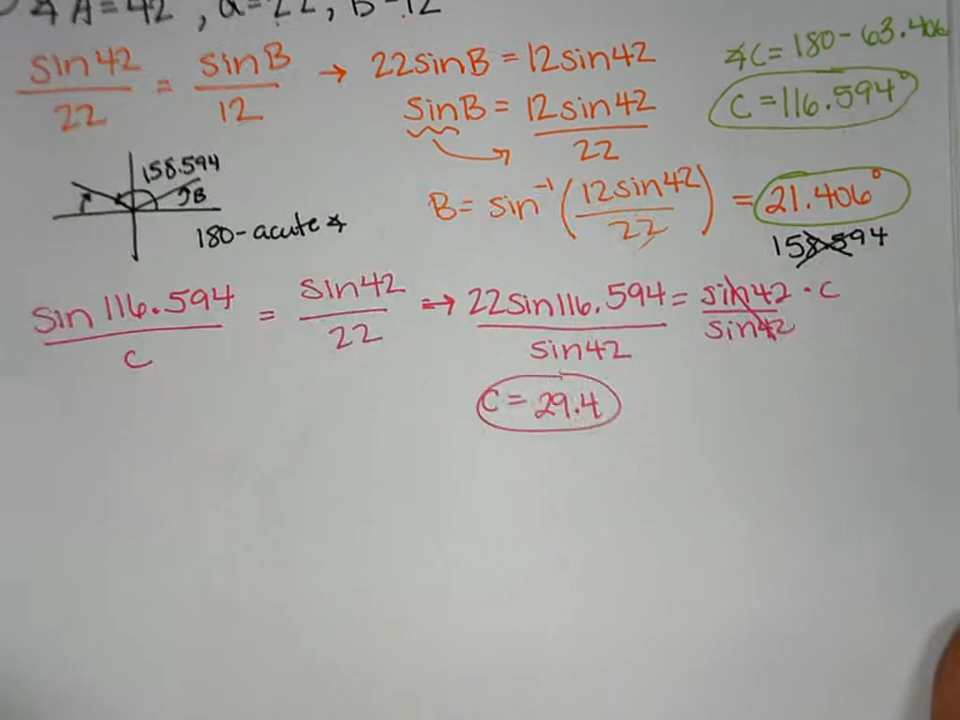 ∡A=42°, a=22, B=12
sin42/22 = sinB/12 → 22sinB = 12sin42
sinB = 12sin42/22
B= sin⁻¹(12sin42/22) = 21.406°
158.594
∡C= 180-63.406
C=116.594°
158.594
B
180-acute ∡
sin116.594/c = sin42/22 → 22sin116.594/sin42 = sin42/sin42 · c
c = 29.4